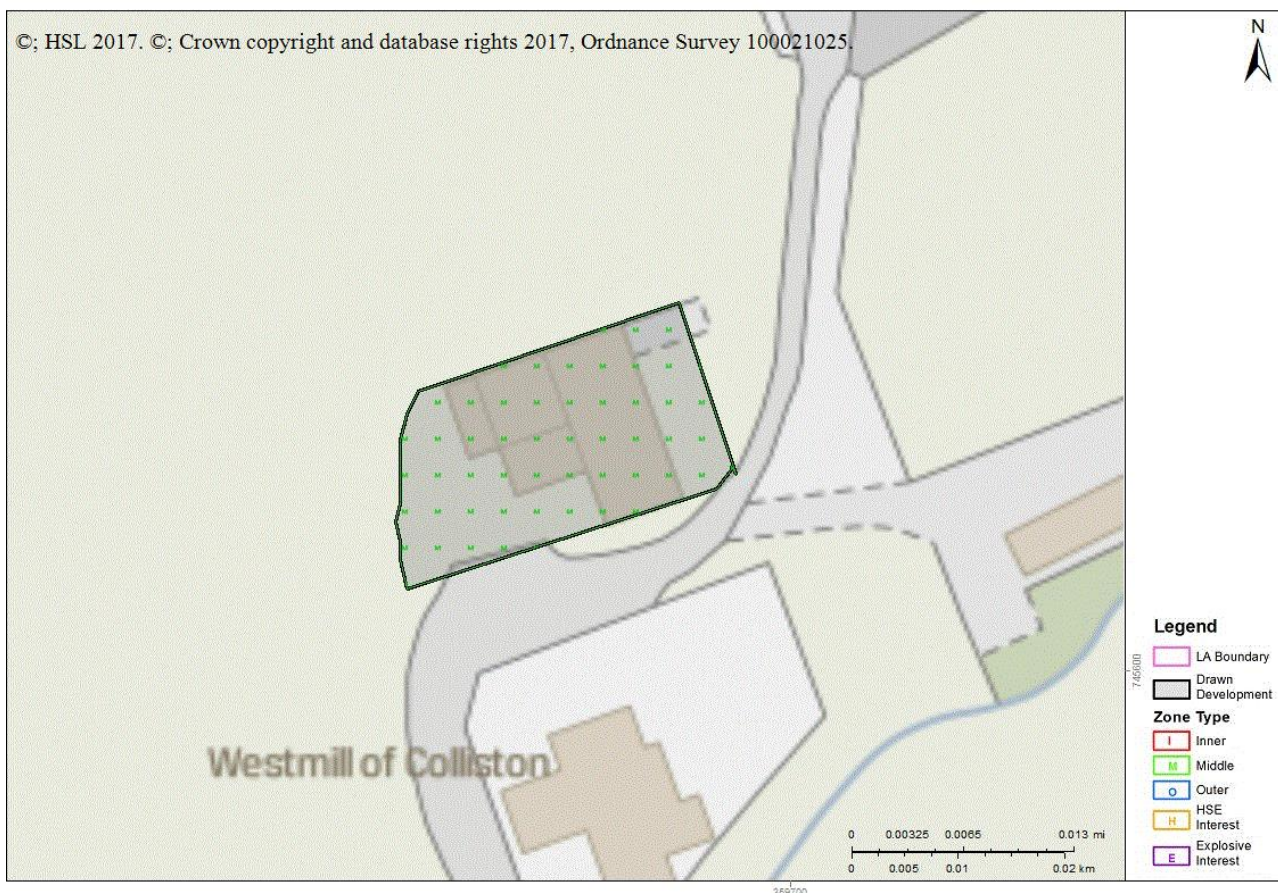 ©; HSL 2017. ©; Crown copyright and database rights 2017, Ordnance Survey 100021025.
N
Westmill of Colliston
745600
359700
0 0.00325 0.0065 0.013 mi
0 0.005 0.01 0.02 km
Legend
LA Boundary
Drawn
Development
Zone Type
I Inner
M Middle
O Outer
H HSE
Interest
E Explosive
Interest
M M
M M M M M M
M M M M M M M M
M M M M M M M M M M
M M M M M M M M M M
M M M M M M M M
M M M M